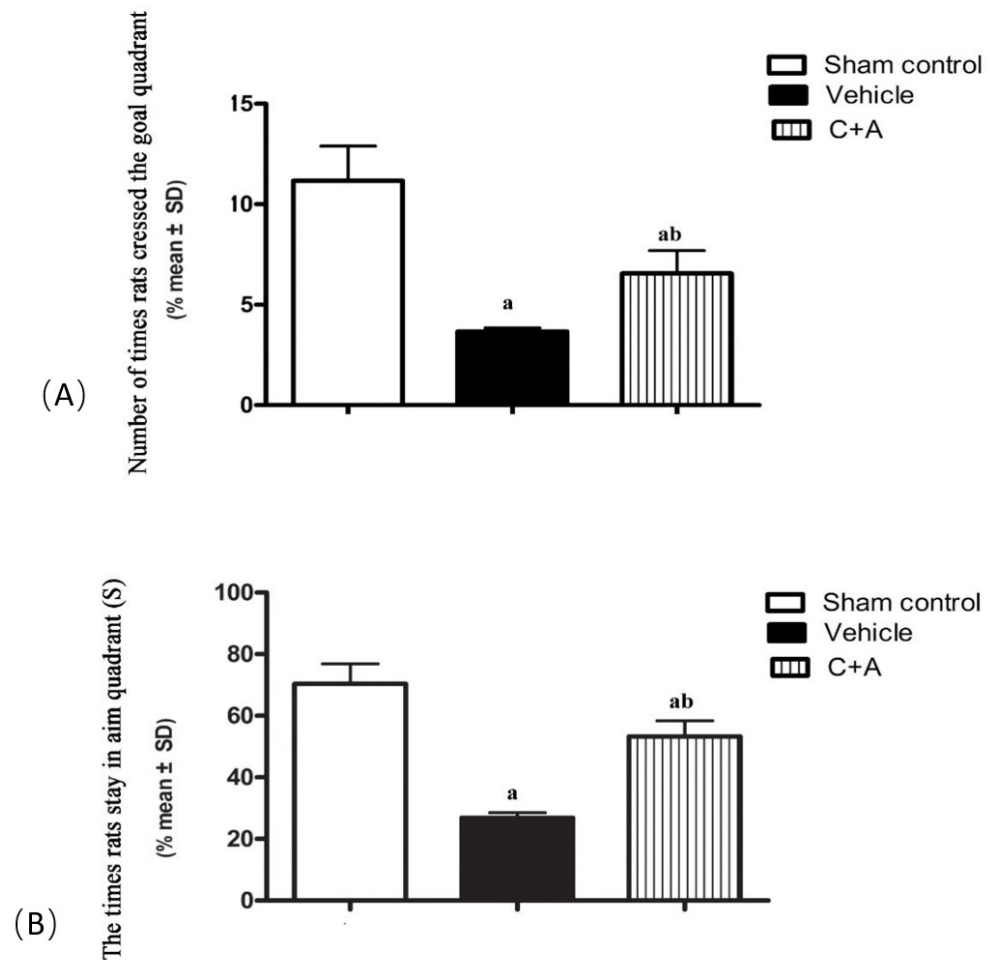 Number of times rats cressed the goal quadrant
(% mean ± SD)
15
10
5
0
a
ab
Sham control
Vehicle
C+A
(A)
The times rats stay in aim quadrant (S)
(% mean ± SD)
100
80
60
40
20
0
a
ab
Sham control
Vehicle
C+A
(B)